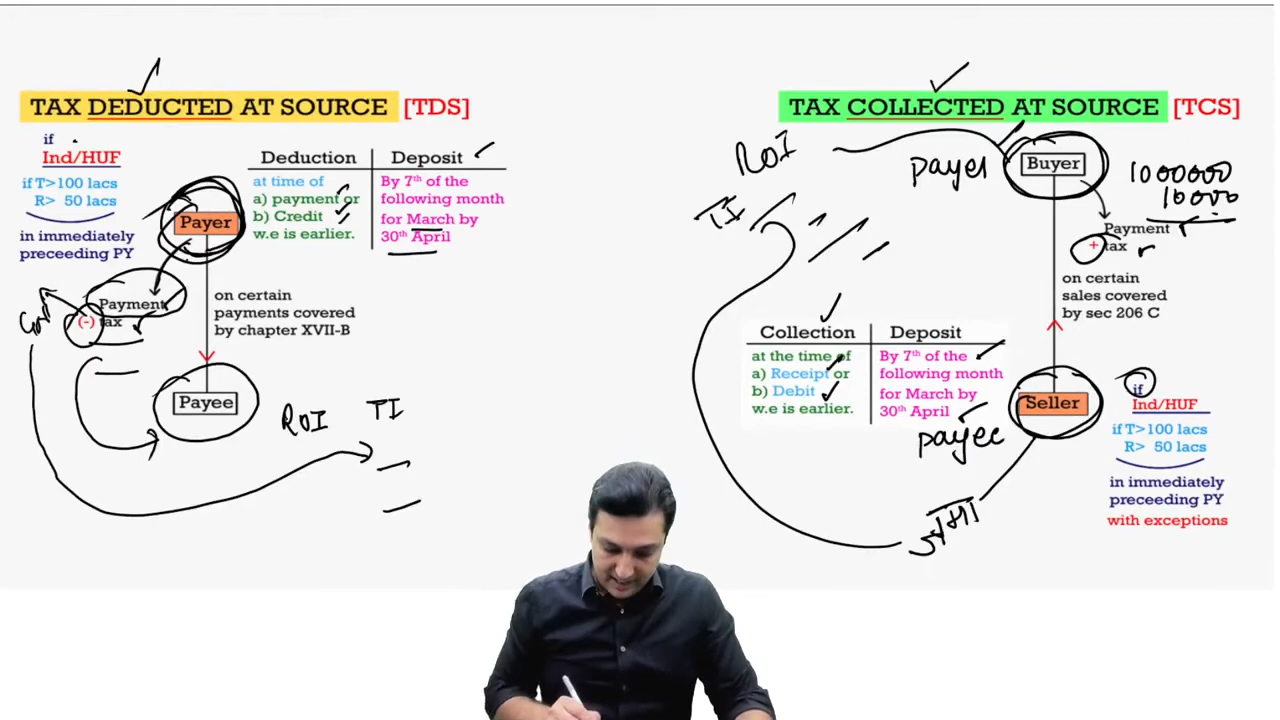 TAX DEDUCTED AT SOURCE [TDS]
if
Ind/HUF
if T>100 lacs
R> 50 lacs
in immediately
preceeding PY
Payer
Deduction
at time of
a) payment or
b) Credit
w.e is earlier.
Deposit
By 7th of the
following month
for March by
30th April
Payment
(-) tax
on certain
payments covered
by chapter XVII-B
Payee
ROI TI
TAX COLLECTED AT SOURCE [TCS]
ROI
TI
payer
Buyer
1000000
10000
Payment
+ tax
on certain
sales covered
by sec 206 C
Collection
at the time of
a) Receipt or
b) Debit
w.e is earlier.
Deposit
By 7th of the
following month
for March by
30th April
payee
Seller
if
Ind/HUF
if T>100 lacs
R> 50 lacs
in immediately
preceeding PY
with exceptions